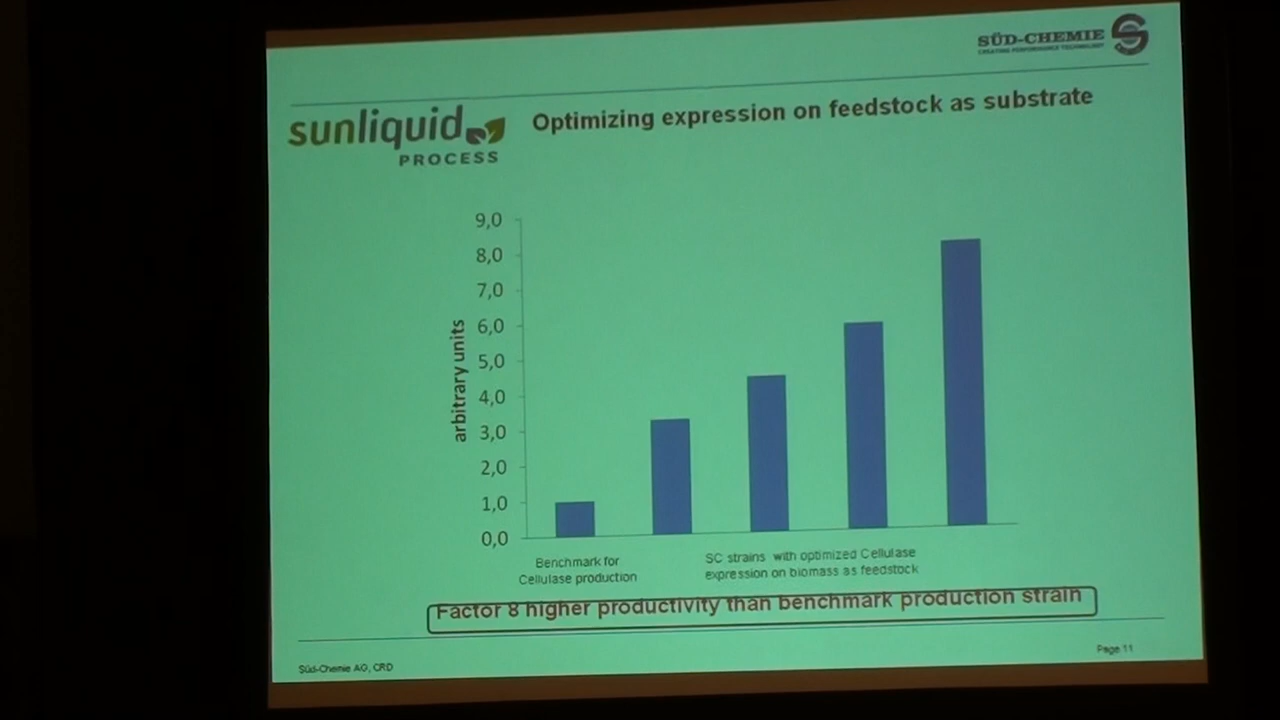 SÜD-CHEMIE
CREATING PERFORMANCE TECHNOLOGY
sunliquid
PROCESS
Optimizing expression on feedstock as substrate
9,0
8,0
7,0
6,0
5,0
4,0
3,0
2,0
1,0
0,0
arbitrary units
Benchmark for
Cellulase production
SC strains with optimized Cellulase
expression on biomass as feedstock
Factor 8 higher productivity than benchmark production strain
Süd-Chemie AG, CRD
Page 11